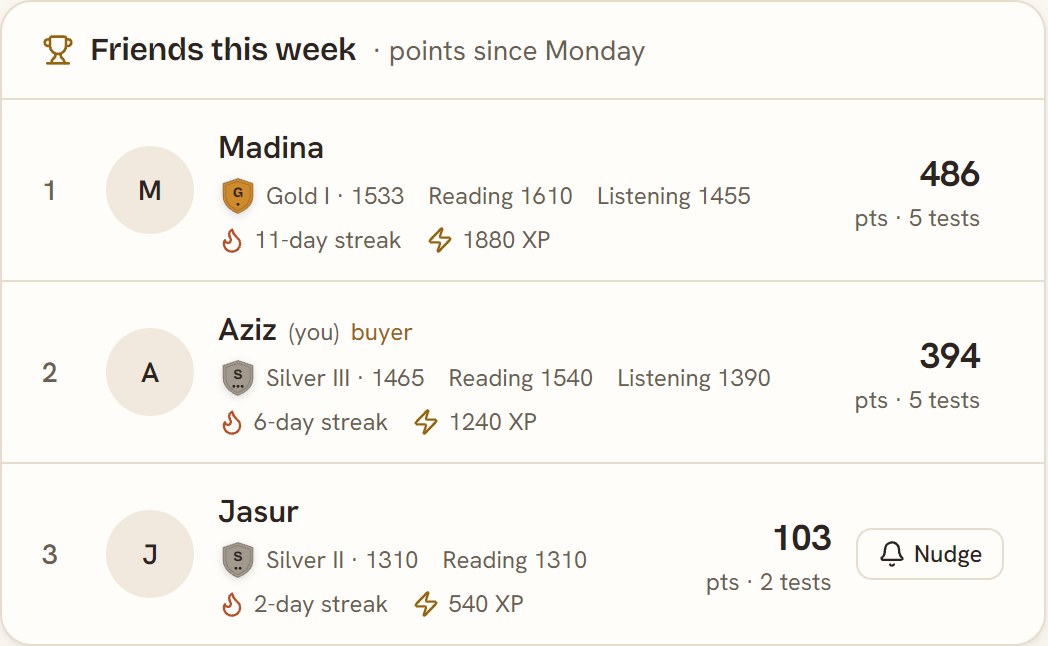 Friends this week · points since Monday
1
M
Madina
G
Gold I · 1533 Reading 1610 Listening 1455
11-day streak 1880 XP
486
pts · 5 tests
2
A
Aziz (you) buyer
S
Silver III · 1465 Reading 1540 Listening 1390
6-day streak 1240 XP
394
pts · 5 tests
3
J
Jasur
S
Silver II · 1310 Reading 1310
2-day streak 540 XP
103
pts · 2 tests
Nudge